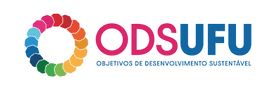 ODSUFU
OBJETIVOS DE DESENVOLVIMENTO SUSTENTÁVEL